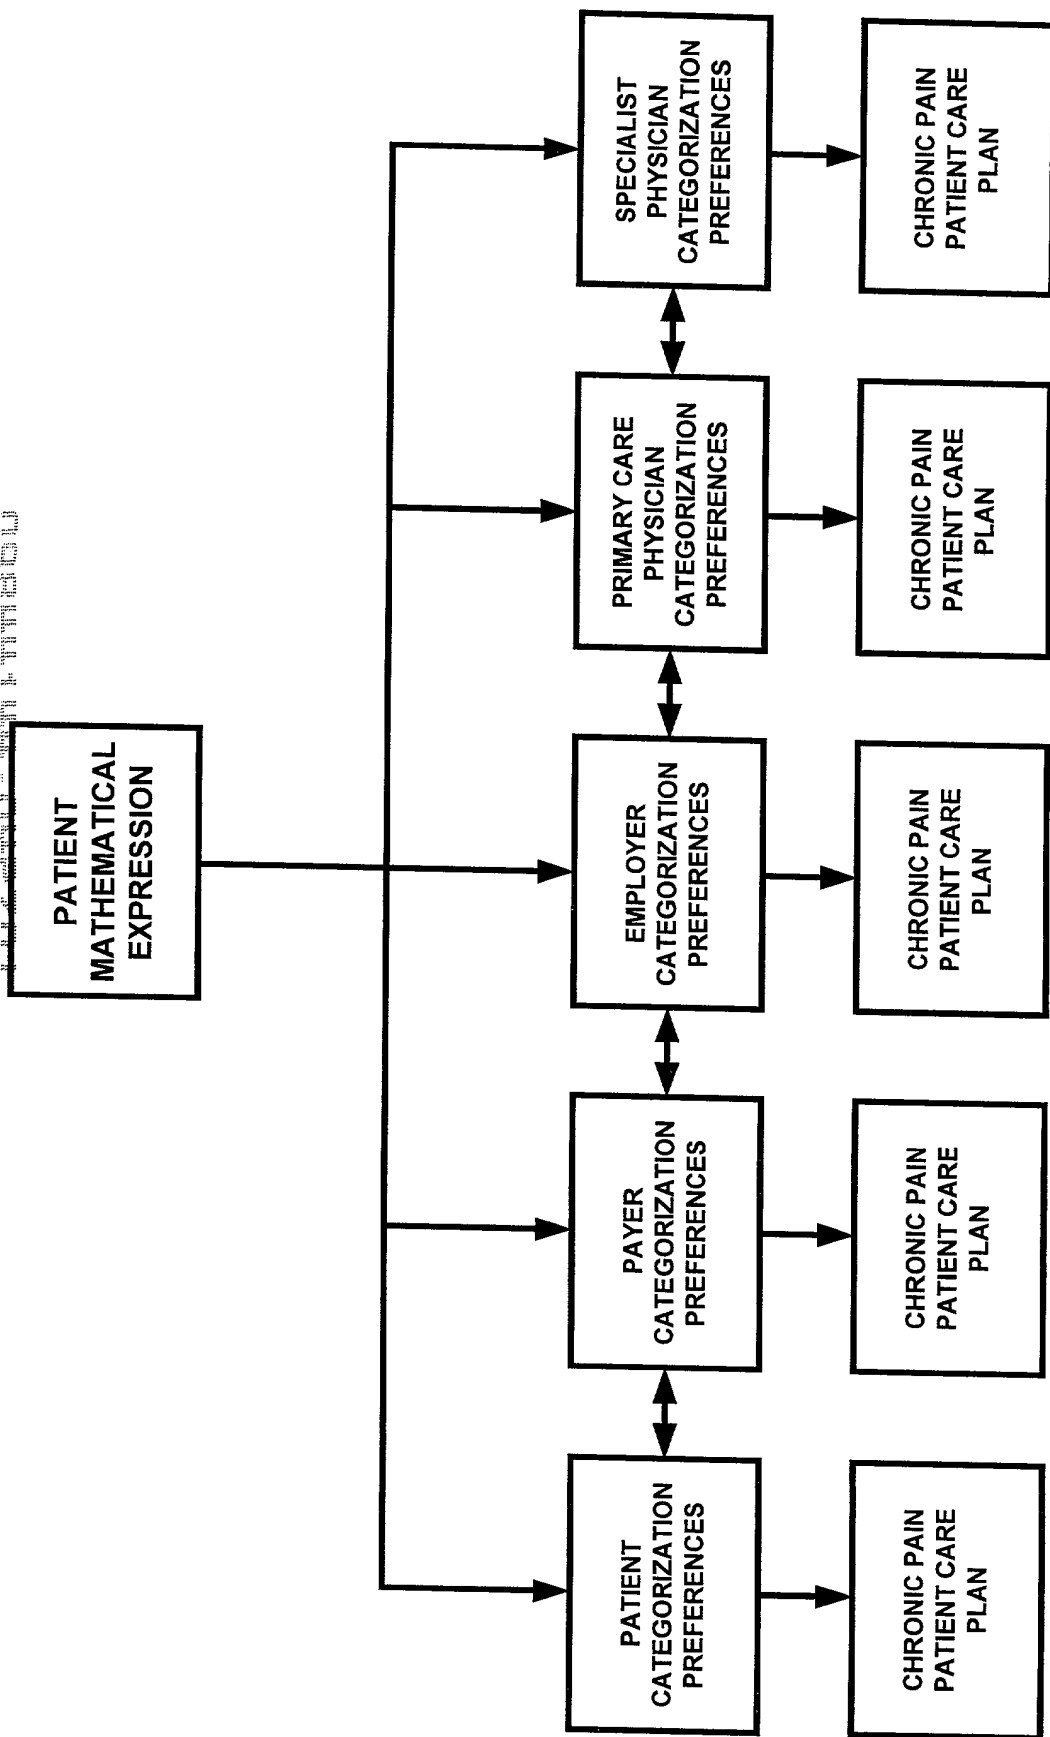 PATIENT
MATHEMATICAL
EXPRESSION
PATIENT
CATEGORIZATION
PREFERENCES
PAYER
CATEGORIZATION
PREFERENCES
EMPLOYER
CATEGORIZATION
PREFERENCES
PRIMARY CARE
PHYSICIAN
CATEGORIZATION
PREFERENCES
SPECIALIST
PHYSICIAN
CATEGORIZATION
PREFERENCES
CHRONIC PAIN
PATIENT CARE
PLAN
CHRONIC PAIN
PATIENT CARE
PLAN
CHRONIC PAIN
PATIENT CARE
PLAN
CHRONIC PAIN
PATIENT CARE
PLAN
CHRONIC PAIN
PATIENT CARE
PLAN